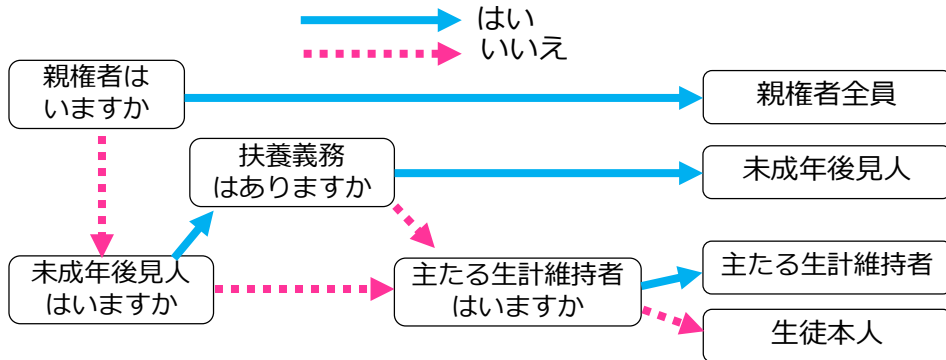 はい
いいえ
親権者は
いますか
親権者全員
扶養義務
はありますか
未成年後見人
未成年後見人
はいますか
主たる生計維持者
はいますか
主たる生計維持者
生徒本人